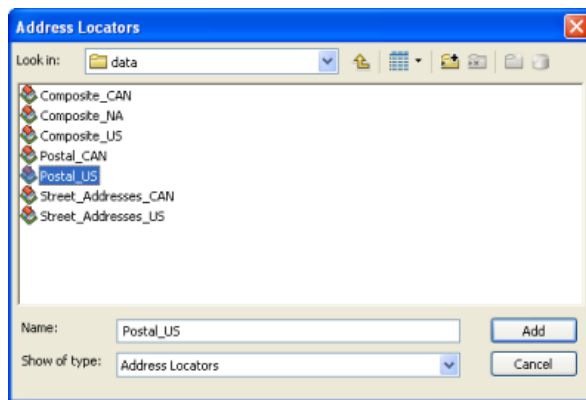 Address Locators
Look in: data
Composite_CAN
Composite_NA
Composite_US
Postal_CAN
Postal_US
Street_Addresses_CAN
Street_Addresses_US
Name: Postal_US Add
Show of type: Address Locators Cancel